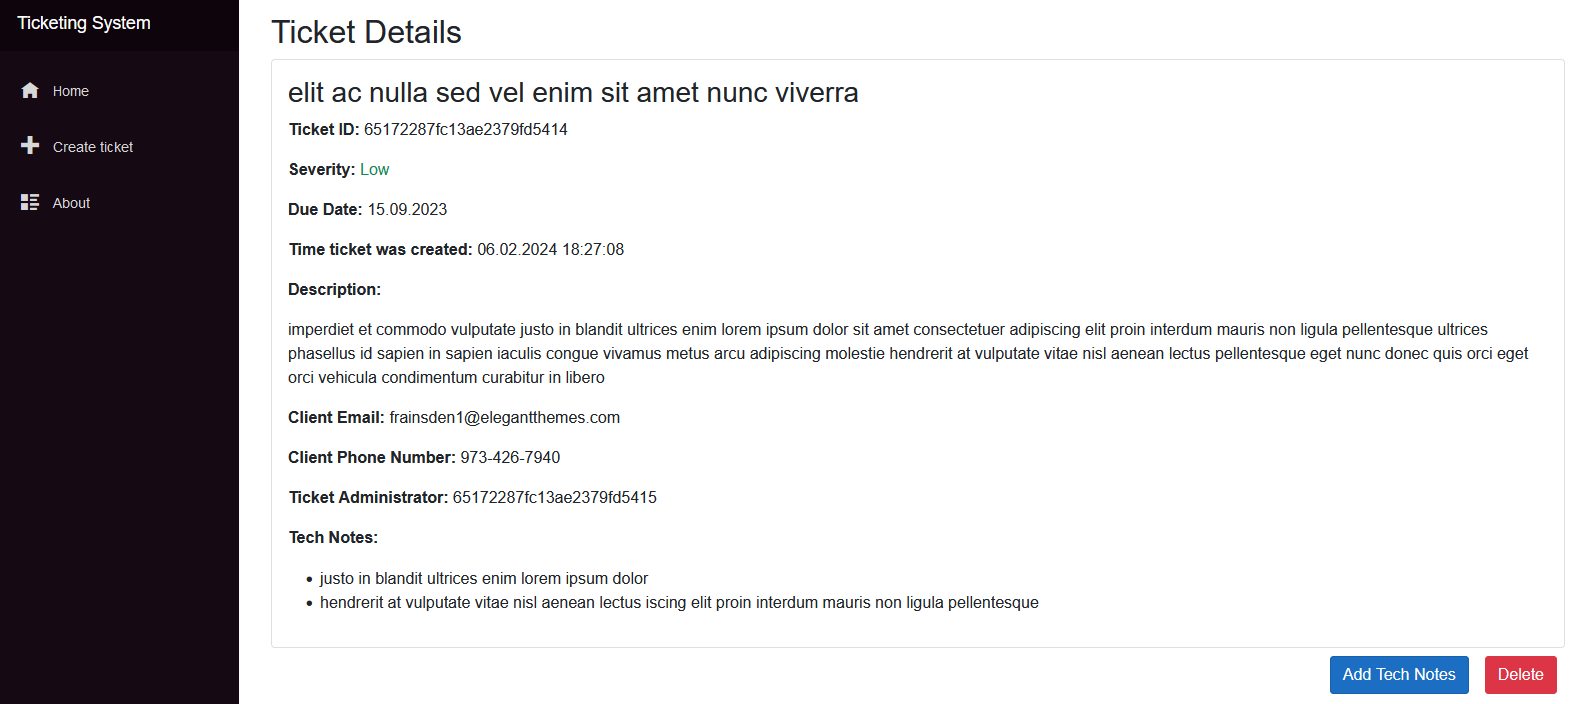 Ticketing System
Home
Create ticket
About
Ticket Details
elit ac nulla sed vel enim sit amet nunc viverra
Ticket ID: 65172287fc13ae2379fd5414
Severity: Low
Due Date: 15.09.2023
Time ticket was created: 06.02.2024 18:27:08
Description:
imperdiet et commodo vulputate justo in blandit ultrices enim lorem ipsum dolor sit amet consectetuer adipiscing elit proin interdum mauris non ligula pellentesque ultrices
phasellus id sapien in sapien iaculis congue vivamus metus arcu adipiscing molestie hendrerit at vulputate vitae nisl aenean lectus pellentesque eget nunc donec quis orci eget
orci vehicula condimentum curabitur in libero
Client Email: frainsden1@elegantthemes.com
Client Phone Number: 973-426-7940
Ticket Administrator: 65172287fc13ae2379fd5415
Tech Notes:
• justo in blandit ultrices enim lorem ipsum dolor
• hendrerit at vulputate vitae nisl aenean lectus iscing elit proin interdum mauris non ligula pellentesque
Add Tech Notes
Delete